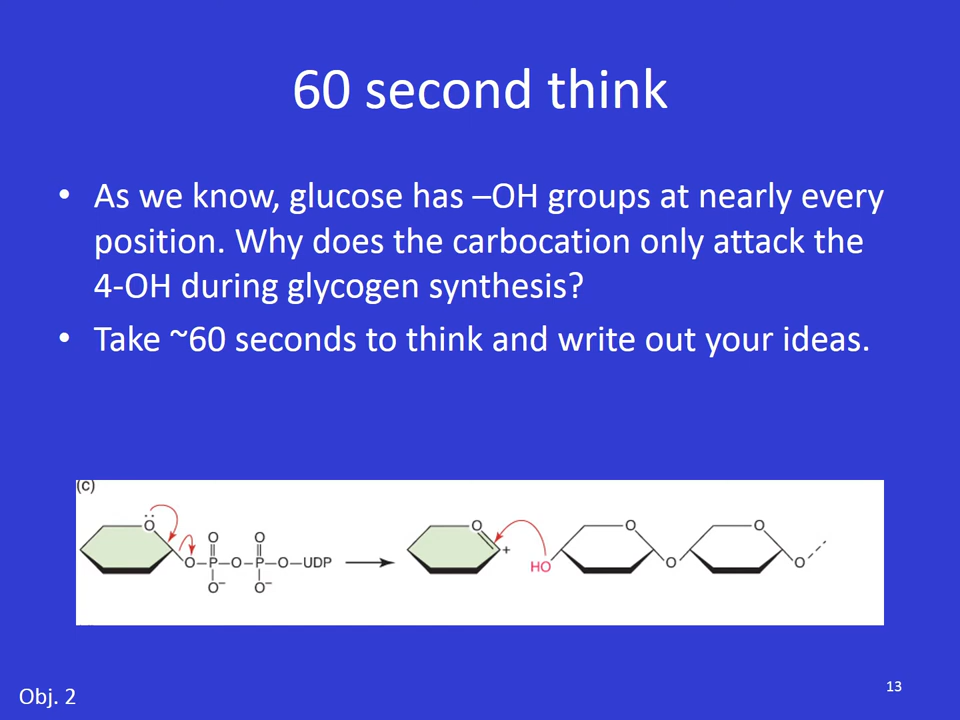 60 second think
• As we know, glucose has –OH groups at nearly every
position. Why does the carbocation only attack the
4-OH during glycogen synthesis?
• Take ~60 seconds to think and write out your ideas.
(c)
O O O
O O O O
O–P–O–P–O–UDP + HO O O
O⁻ O⁻
Obj. 2
13